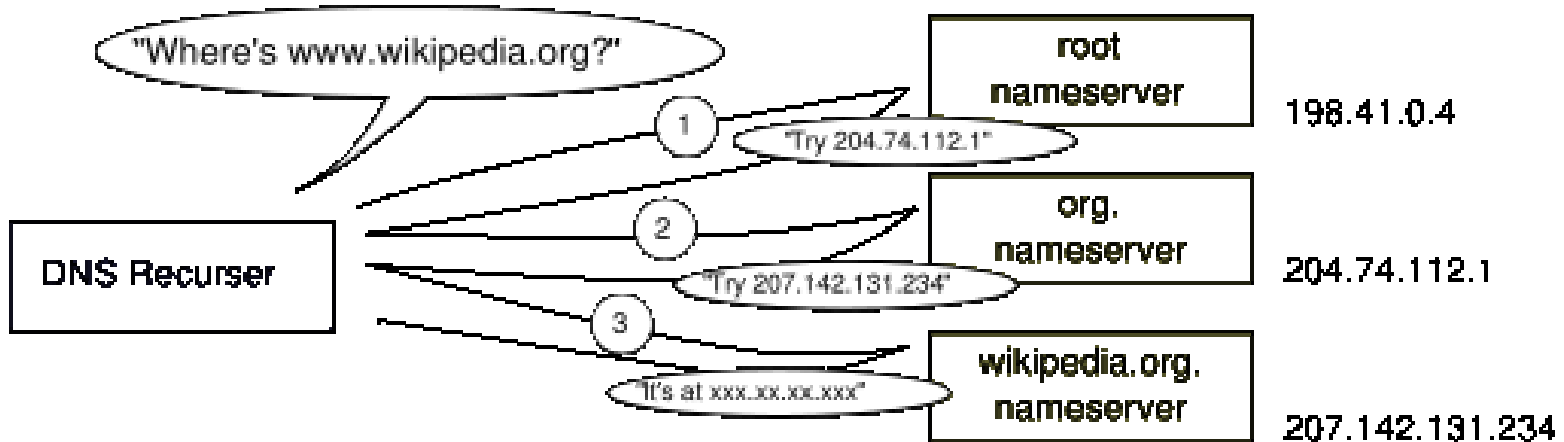 "Where's www.wikipedia.org?"
root
nameserver
198.41.0.4
1
"Try 204.74.112.1"
2
org.
nameserver
204.74.112.1
DNS Recurser
"Try 207.142.131.234"
3
wikipedia.org.
nameserver
207.142.131.234
"It's at xxx.xx.xx.xxx"